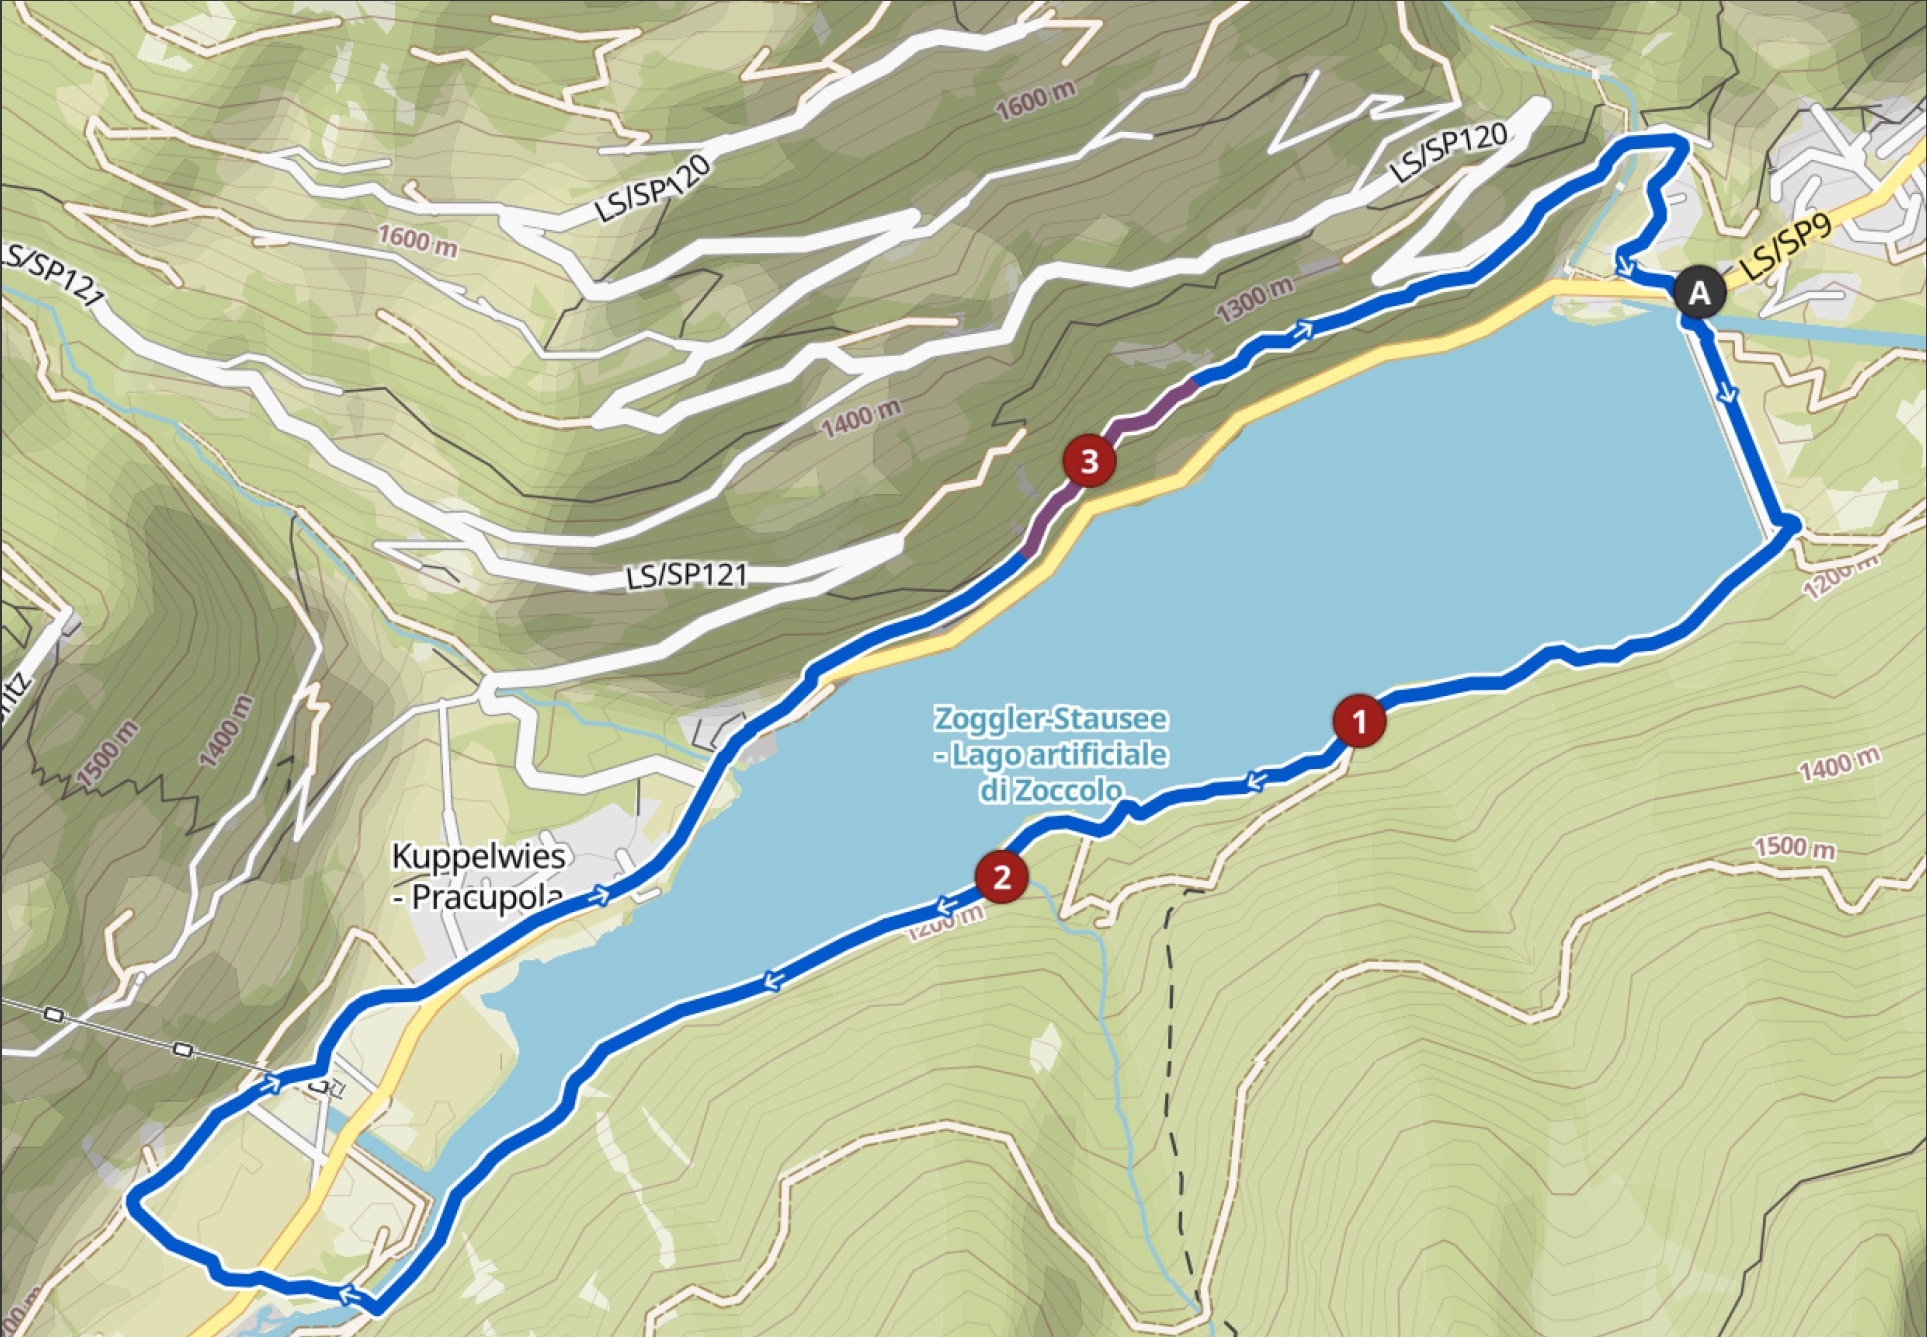 1600 m
LS/SP120
LS/SP120
1600 m
LS/SP9
LS/SP121
A
1300 m
1400 m
3
LS/SP121
1200 m
1400 m
1500 m
Zoggler-Stausee
- Lago artificiale
di Zoccolo
1
1400 m
1500 m
Kuppelwies
- Pracupola
2
1200 m